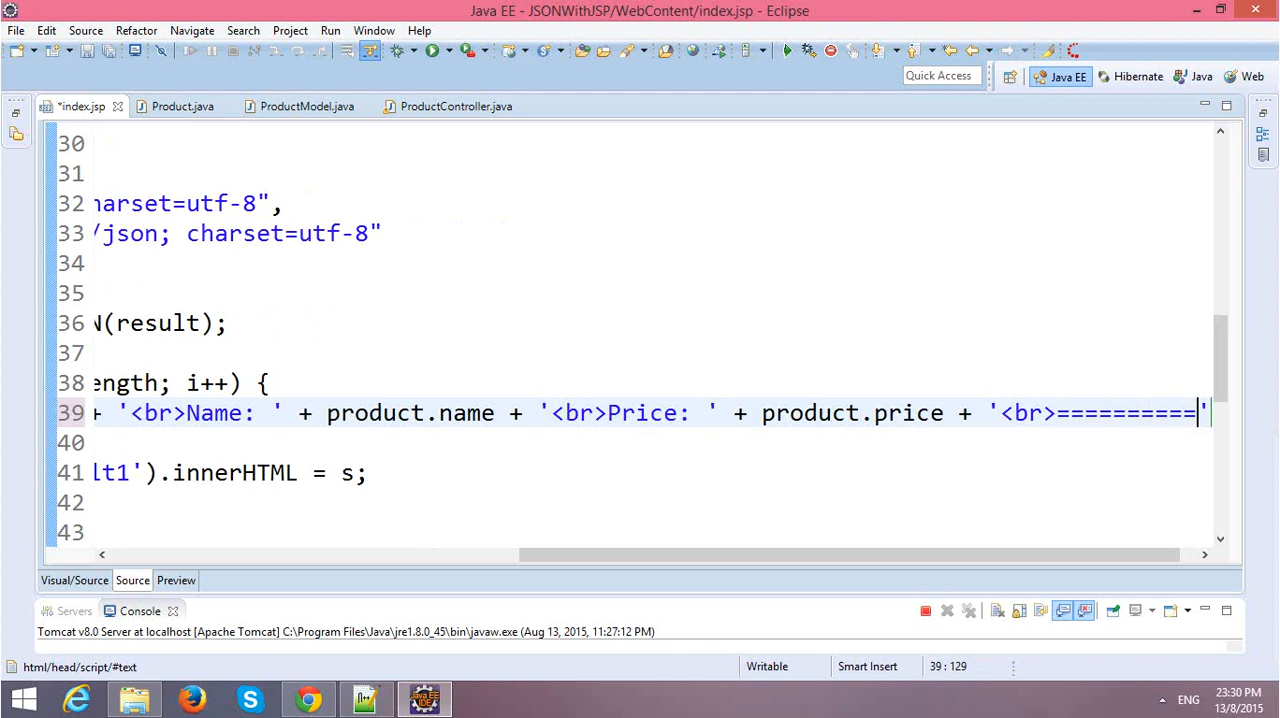 Java EE - JSONWithJSP/WebContent/index.jsp - Eclipse
File Edit Source Refactor Navigate Search Project Run Window Help
Quick Access Java EE Hibernate Java Web
*index.jsp Product.java ProductModel.java ProductController.java
30
31
32 harset=utf-8",
33 /json; charset=utf-8"
34
35
36 N(result);
37
38 ength; i++) {
39 + '<br>Name: ' + product.name + '<br>Price: ' + product.price + '<br>=========='
40
41 lt1').innerHTML = s;
42
43
Visual/Source Source Preview
Servers Console
Tomcat v8.0 Server at localhost [Apache Tomcat] C:\Program Files\Java\jre1.8.0_45\bin\javaw.exe (Aug 13, 2015, 11:27:12 PM)
html/head/script/#text Writable Smart Insert 39 : 129
ENG 23:30 PM
13/8/2015